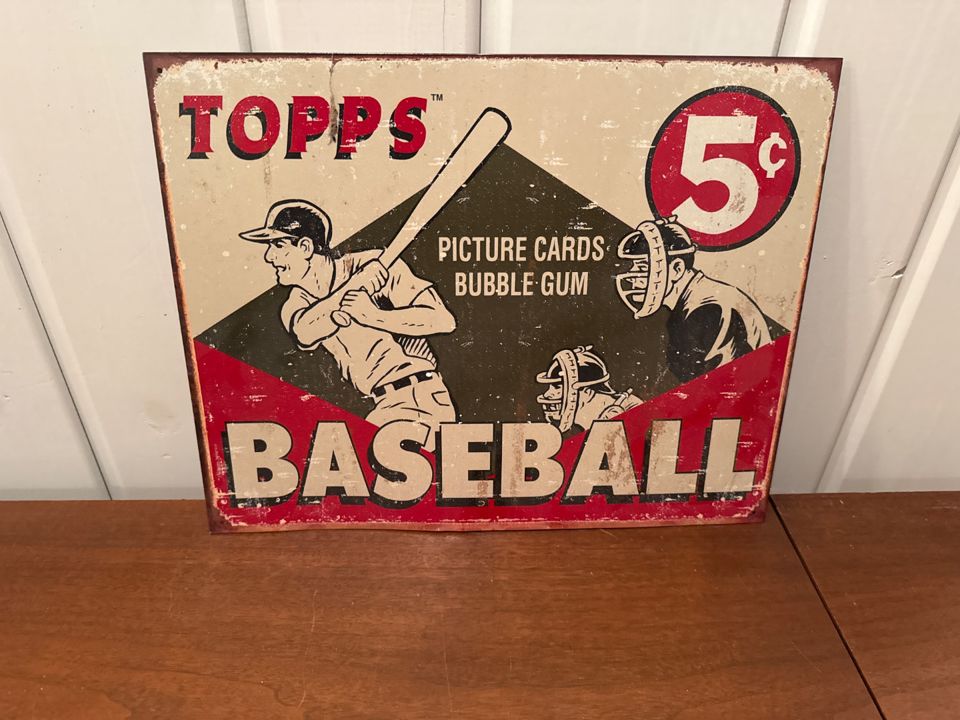 TOPPS™
5¢
PICTURE CARDS
BUBBLE GUM
BASEBALL